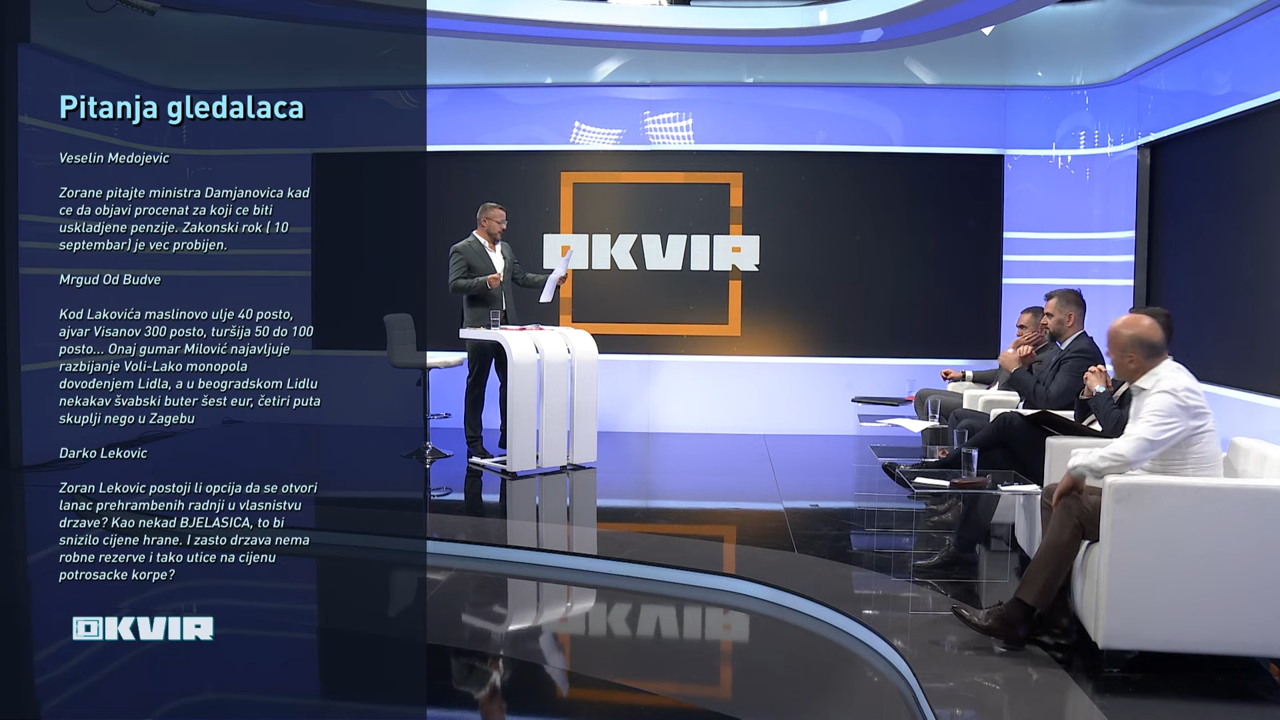 Pitanja gledalaca
Veselin Medojevic
Zorane pitajte ministra Damjanovica kad
ce da objavi procenat za koji ce biti
uskladjene penzije. Zakonski rok ( 10
septembar) je vec probijen.
Mrgud Od Budve
Kod Lakovića maslinovo ulje 40 posto,
ajvar Visanov 300 posto, turšija 50 do 100
posto... Onaj gumar Milović najavljuje
razbijanje Voli-Lako monopola
dovođenjem Lidla, a u beogradskom Lidlu
nekakav švabski buter šest eur, četiri puta
skuplji nego u Zagebu
Darko Lekovic
Zoran Lekovic postoji li opcija da se otvori
lanac prehrambenih radnji u vlasnistvu
drzave? Kao nekad BJELASICA, to bi
snizilo cijene hrane. I zasto drzava nema
robne rezerve i tako utice na cijenu
potrosacke korpe?
OKVIR
OKVIR